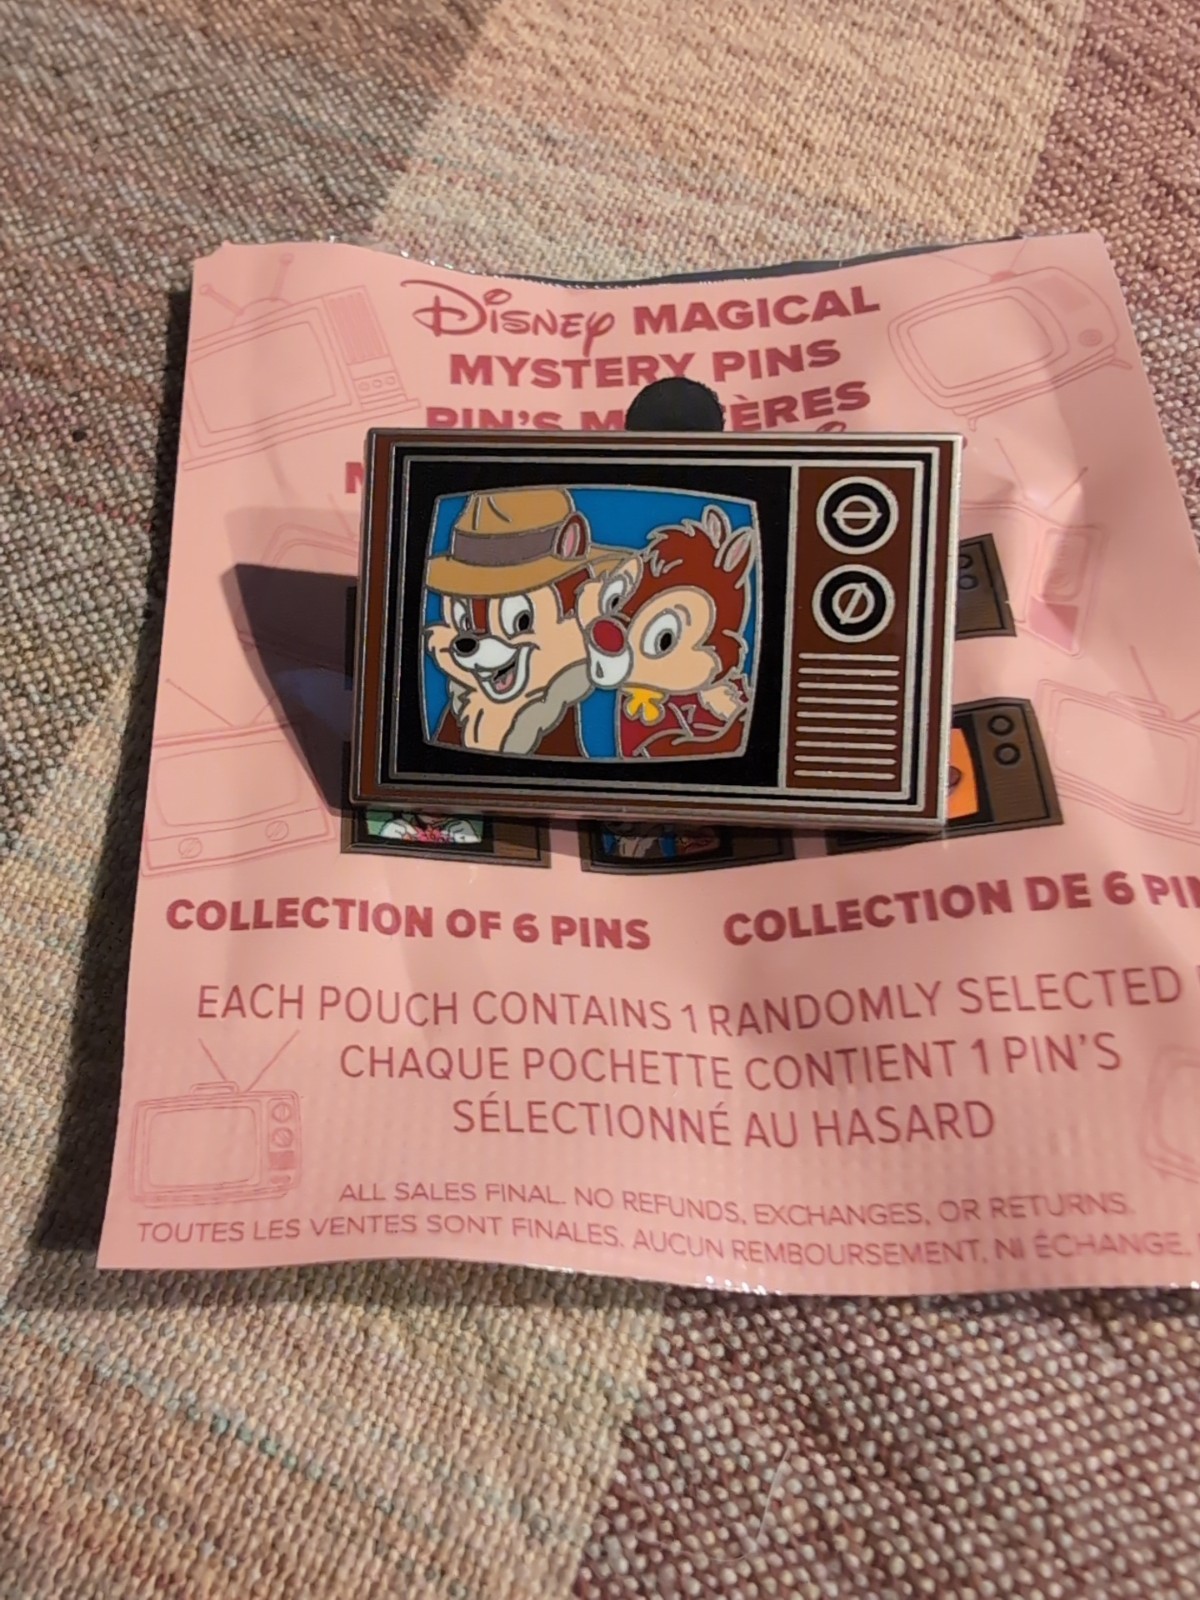 Disney MAGICAL
MYSTERY PINS
PIN'S
COLLECTION OF 6 PINS
COLLECTION DE 6
EACH POUCH CONTAINS 1 RANDOMLY SELECTED
CHAQUE POCHETTE CONTIENT 1 PIN'S
SÉLECTIONNÉ AU HASARD
ALL SALES FINAL. NO REFUNDS, EXCHANGES, OR RETURNS.
TOUTES LES VENTES SONT FINALES. AUCUN REMBOURSEMENT, NI ÉCHANGE,